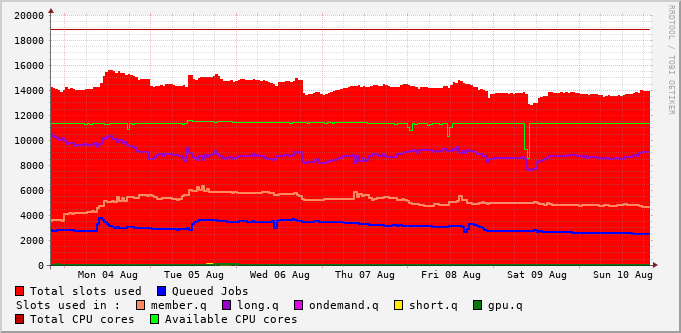 20000
18000
16000
14000
12000
10000
8000
6000
4000
2000
0
Mon 04 Aug Tue 05 Aug Wed 06 Aug Thu 07 Aug Fri 08 Aug Sat 09 Aug Sun 10 Aug
Total slots used Queued Jobs
Slots used in : member.q long.q ondemand.q short.q gpu.q
Total CPU cores Available CPU cores
RRDTOOL / TOBI OETIKER